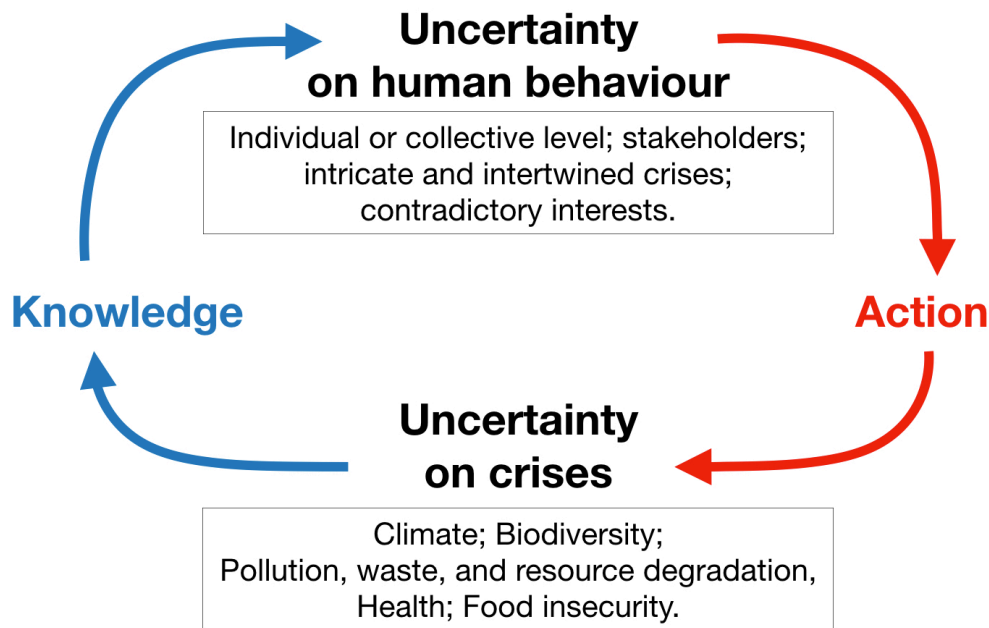 Uncertainty
on human behaviour
Individual or collective level; stakeholders;
intricate and intertwined crises;
contradictory interests.
Knowledge
Action
Uncertainty
on crises
Climate; Biodiversity;
Pollution, waste, and resource degradation,
Health; Food insecurity.